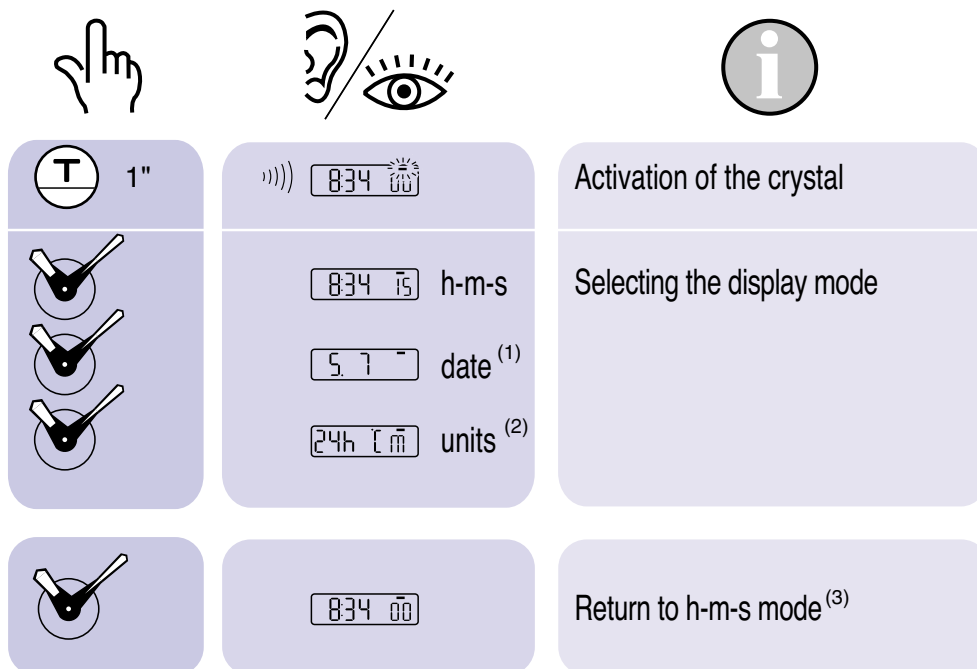 i
T 1" 8:34 00 Activation of the crystal
8:34 15 h-m-s Selecting the display mode
5. 7 date (1)
24h °C m units (2)
8:34 00 Return to h-m-s mode (3)